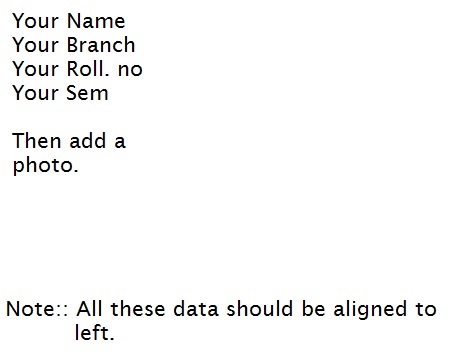 Your Name
Your Branch
Your Roll. no
Your Sem
Then add a
photo.
Note:: All these data should be aligned to
left.